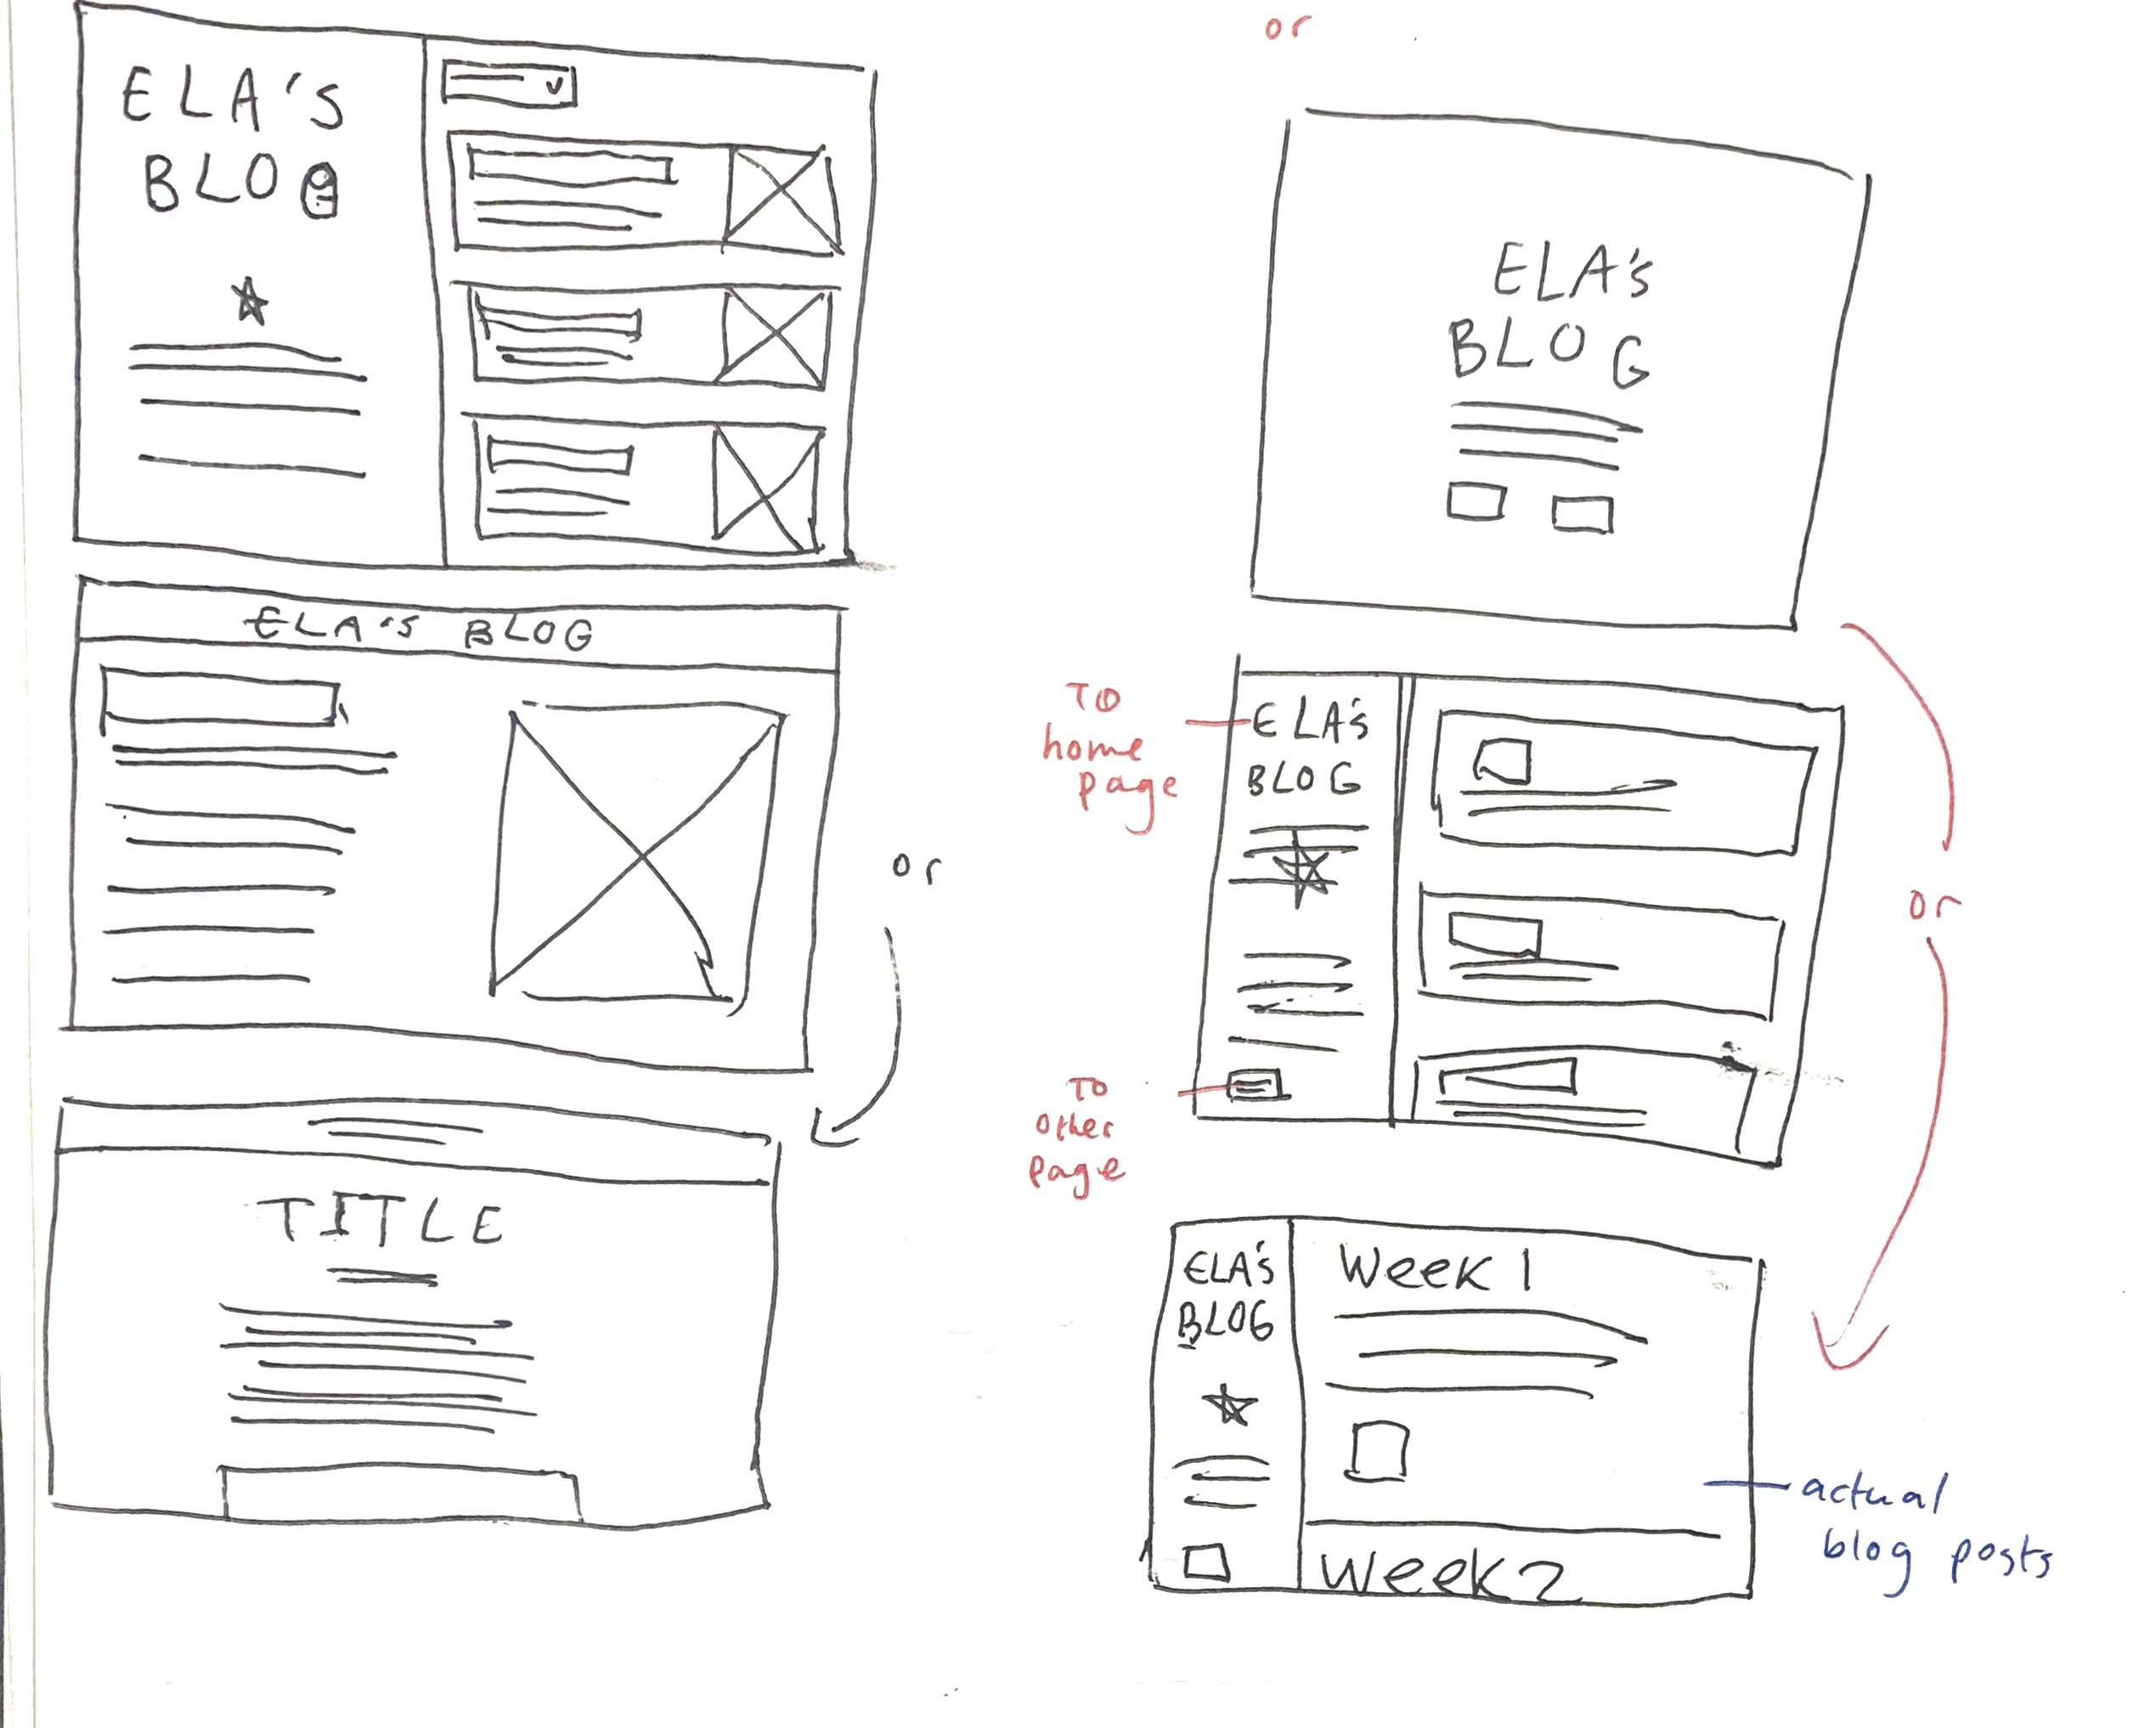 ELA'S
BLOG
ELA'S BLOG
or
TITLE
or
ELA's
BLOG
TO
home
page
ELA's
BLOG
or
TO
other
page
ELA's
BLOG
Week 1
actual
blog posts
Week 2